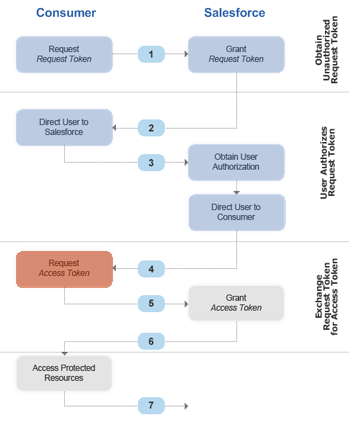 Consumer
Salesforce
Request
Request Token
1
Grant
Request Token
Obtain
Unauthorized
Request Token
Direct User to
Salesforce
2
3
Obtain User
Authorization
Direct User to
Consumer
User Authorizes
Request Token
Request
Access Token
4
5
Grant
Access Token
Exchange
Request Token
for Access Token
6
Access Protected
Resources
7